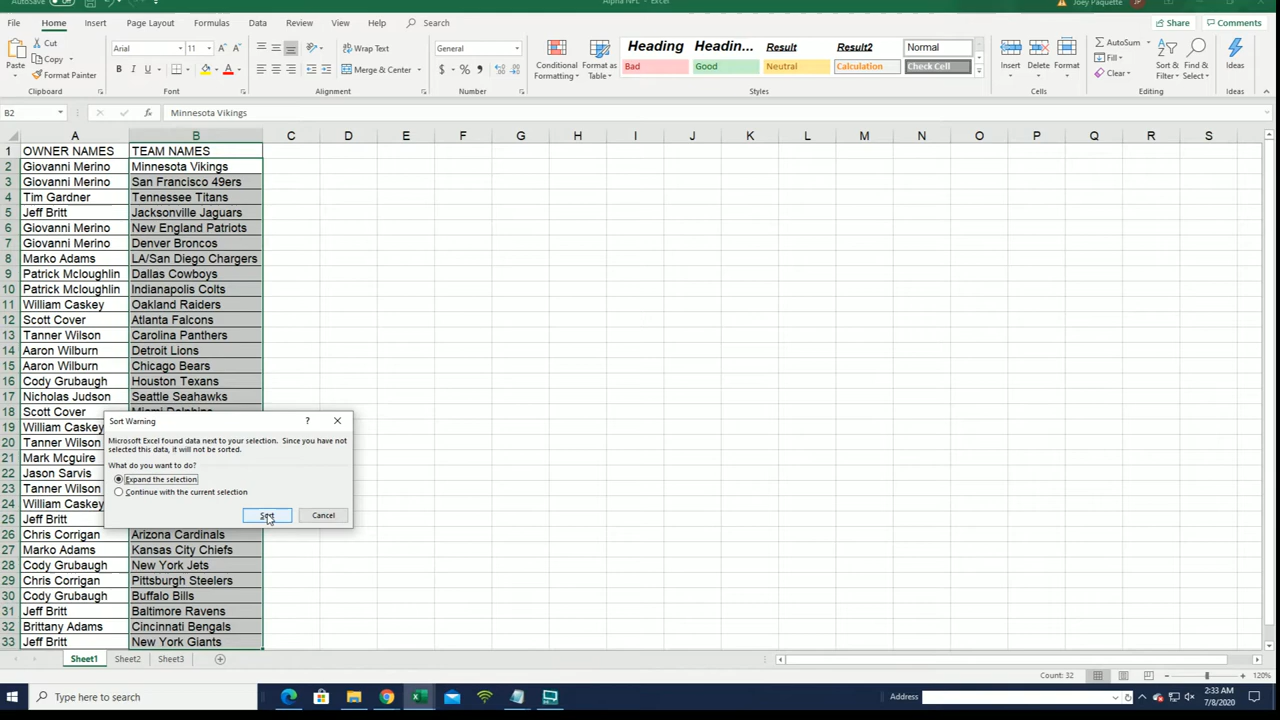 AutoSave Off Alpha NFL - Excel Joey Paquette JP
File Home Insert Page Layout Formulas Data Review View Help Search Share Comments
Paste Cut Copy Format Painter
Arial 11 A A
B I U A
Wrap Text
Merge & Center
General
$ % ,
Conditional Formatting
Format as Table
Heading Headin... Result Result2 Normal
Bad Good Neutral Calculation Check Cell
Insert Delete Format
AutoSum Fill Clear
Sort & Filter
Find & Select
Ideas
Clipboard Font Alignment Number Styles Cells Editing Ideas
B2 fx Minnesota Vikings
A B C D E F G H I J K L M N O P Q R S
1 OWNER NAMES TEAM NAMES
2 Giovanni Merino Minnesota Vikings
3 Giovanni Merino San Francisco 49ers
4 Tim Gardner Tennessee Titans
5 Jeff Britt Jacksonville Jaguars
6 Giovanni Merino New England Patriots
7 Giovanni Merino Denver Broncos
8 Marko Adams LA/San Diego Chargers
9 Patrick Mcloughlin Dallas Cowboys
10 Patrick Mcloughlin Indianapolis Colts
11 William Caskey Oakland Raiders
12 Scott Cover Atlanta Falcons
13 Tanner Wilson Carolina Panthers
14 Aaron Wilburn Detroit Lions
15 Aaron Wilburn Chicago Bears
16 Cody Grubaugh Houston Texans
17 Nicholas Judson Seattle Seahawks
18 Scott Cover Miami Dolphins
19 William Caskey
20 Tanner Wilson
21 Mark Mcguire
22 Jason Sarvis
23 Tanner Wilson
24 William Caskey
25 Jeff Britt
26 Chris Corrigan Arizona Cardinals
27 Marko Adams Kansas City Chiefs
28 Cody Grubaugh New York Jets
29 Chris Corrigan Pittsburgh Steelers
30 Cody Grubaugh Buffalo Bills
31 Jeff Britt Baltimore Ravens
32 Brittany Adams Cincinnati Bengals
33 Jeff Britt New York Giants
Sort Warning ?
Microsoft Excel found data next to your selection. Since you have not
selected this data, it will not be sorted.
What do you want to do?
Expand the selection
Continue with the current selection
Sort Cancel
Sheet1 Sheet2 Sheet3
Count: 32 120%
Type here to search Address 2:33 AM
7/8/2020